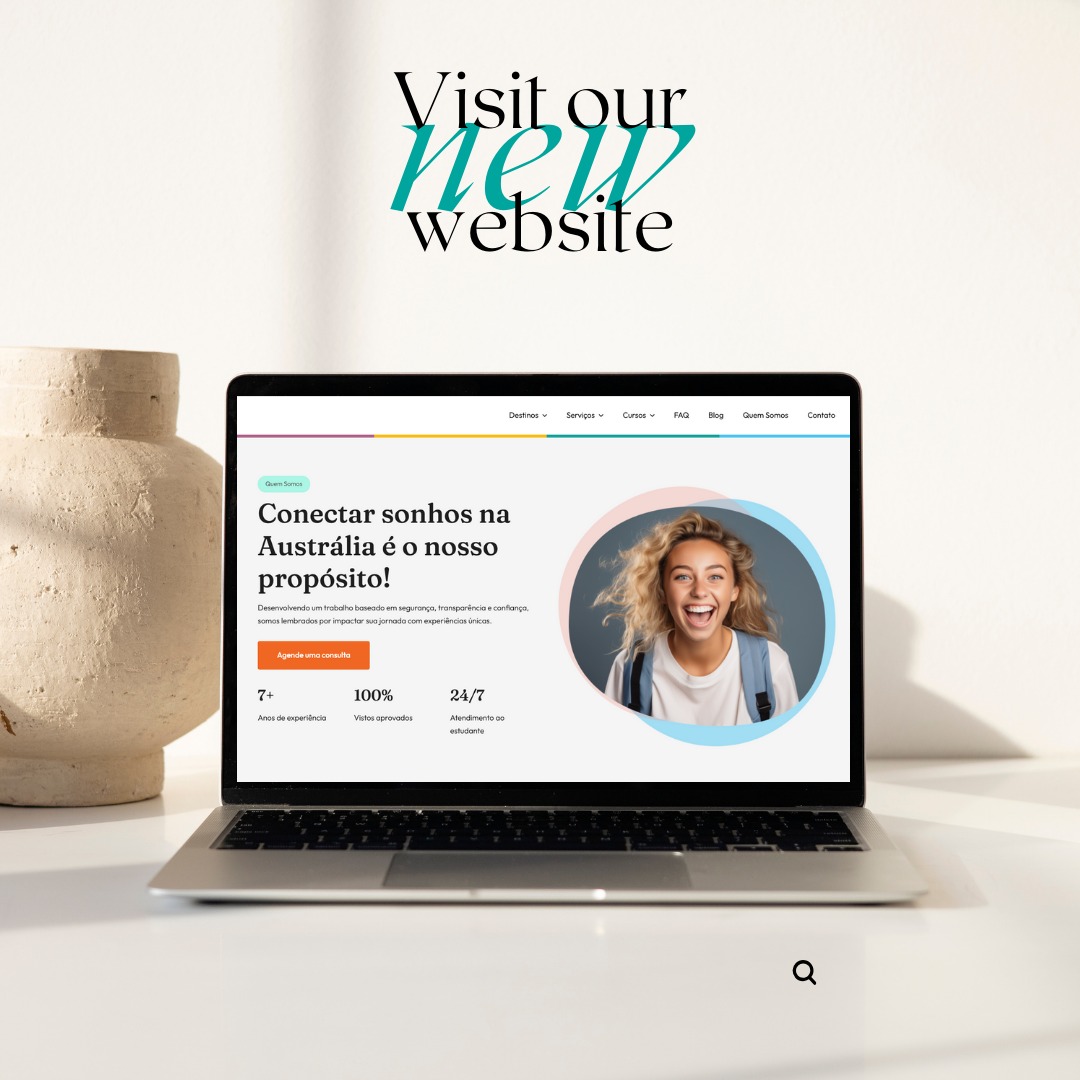 Visit our
new
website
Destinos
Serviços
Cursos
FAQ
Blog
Quem Somos
Contato
Quem Somos
Conectar sonhos na
Austrália é o nosso
propósito!
Desenvolvendo um trabalho baseado em segurança, transparência e confiança,
somos lembrados por impactar sua jornada com experiências únicas.
Agende uma consulta
7+
Anos de experiência
100%
Vistos aprovados
24/7
Atendimento ao
estudante